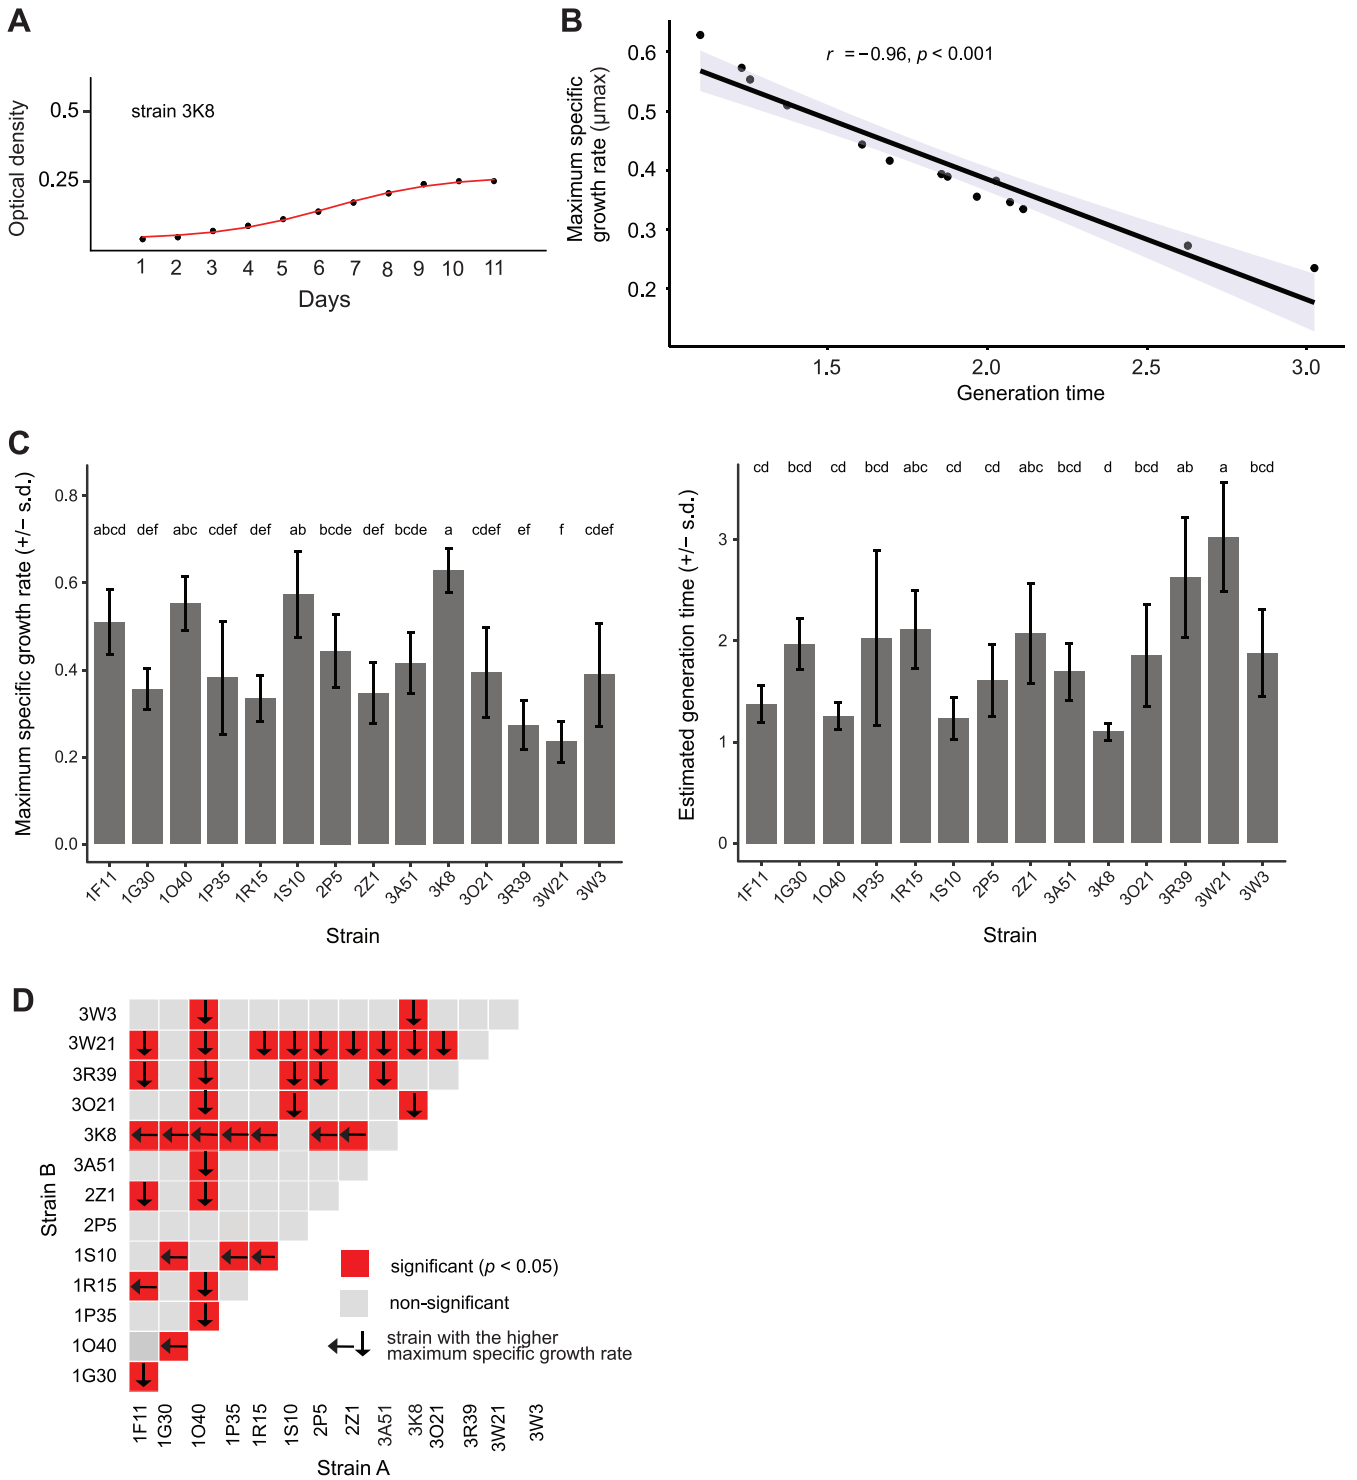 A
Optical density
0.5
0.25
strain 3K8
1 2 3 4 5 6 7 8 9 10 11
Days
B
Maximum specific
growth rate (μmax)
0.6
0.5
0.4
0.3
0.2
r =−0.96, p < 0.001
1.5 2.0 2.5 3.0
Generation time
C
Maximum specific growth rate (+/− s.d.)
0.8
0.6
0.4
0.2
0.0
abcd def abc cdef def ab bcde def bcde a cdef ef f cdef
1F11 1G30 1O40 1P35 1R15 1S10 2P5 2Z1 3A51 3K8 3O21 3R39 3W21 3W3
Strain
Estimated generation time (+/− s.d.)
3
2
1
0
cd bcd cd bcd abc cd cd abc bcd d bcd ab a bcd
1F11 1G30 1O40 1P35 1R15 1S10 2P5 2Z1 3A51 3K8 3O21 3R39 3W21 3W3
Strain
D
Strain B
3W3
3W21
3R39
3O21
3K8
3A51
2Z1
2P5
1S10
1R15
1P35
1O40
1G30
significant (p < 0.05)
non-significant
strain with the higher
maximum specific growth rate
1F11 1G30 1O40 1P35 1R15 1S10 2P5 2Z1 3A51 3K8 3O21 3R39 3W21 3W3
Strain A